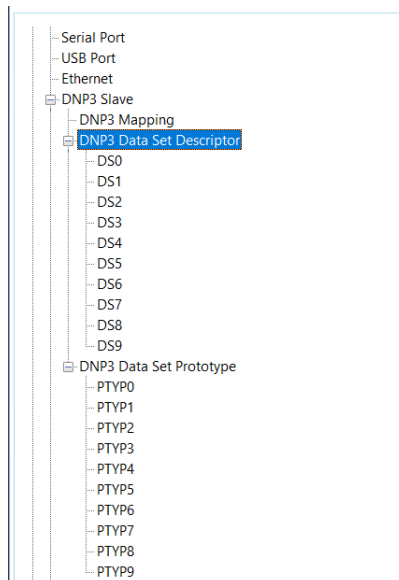 Serial Port
USB Port
Ethernet
DNP3 Slave
DNP3 Mapping
DNP3 Data Set Descriptor
DS0
DS1
DS2
DS3
DS4
DS5
DS6
DS7
DS8
DS9
DNP3 Data Set Prototype
PTYP0
PTYP1
PTYP2
PTYP3
PTYP4
PTYP5
PTYP6
PTYP7
PTYP8
PTYP9